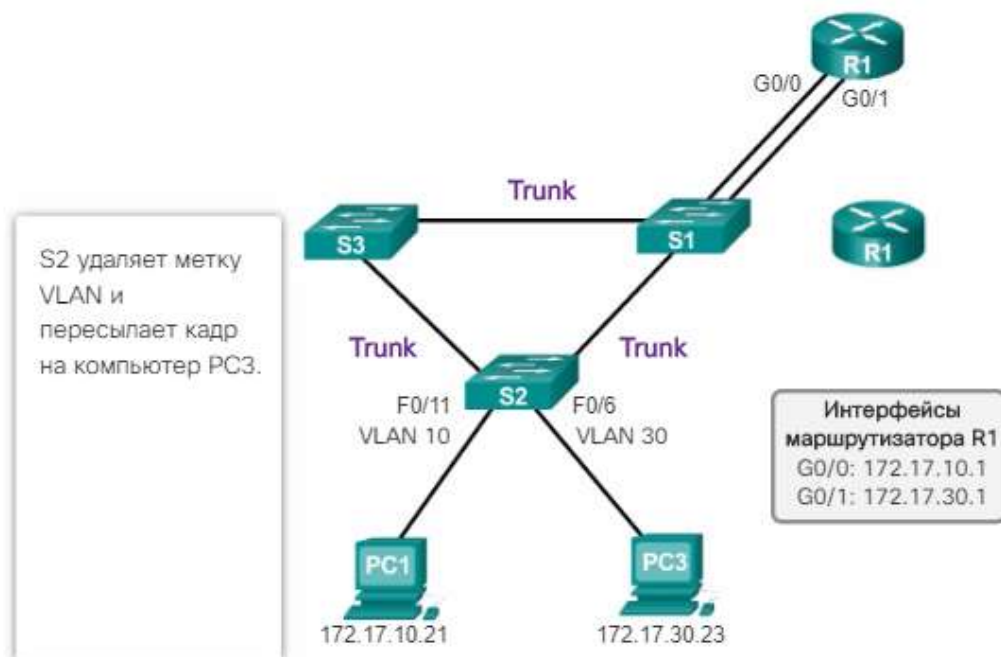 S2 удаляет метку
VLAN и
пересылает кадр
на компьютер PC3.
R1
G0/0
G0/1
Trunk
S3
S1
R1
Trunk
Trunk
S2
F0/11
F0/6
VLAN 10
VLAN 30
Интерфейсы
маршрутизатора R1
G0/0: 172.17.10.1
G0/1: 172.17.30.1
PC1
PC3
172.17.10.21
172.17.30.23